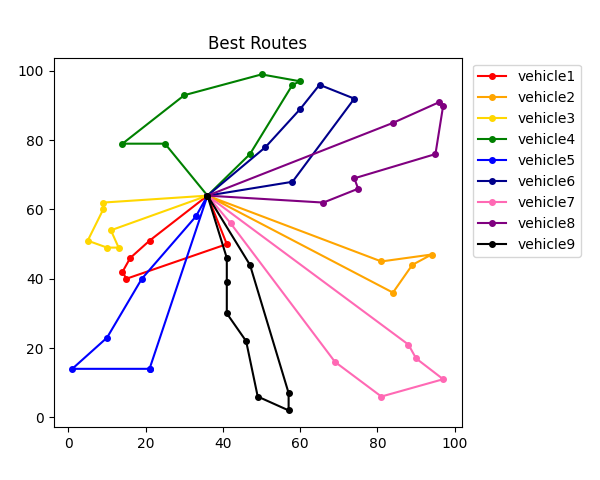 Best Routes
100
80
60
40
20
0
0 20 40 60 80 100
vehicle1
vehicle2
vehicle3
vehicle4
vehicle5
vehicle6
vehicle7
vehicle8
vehicle9